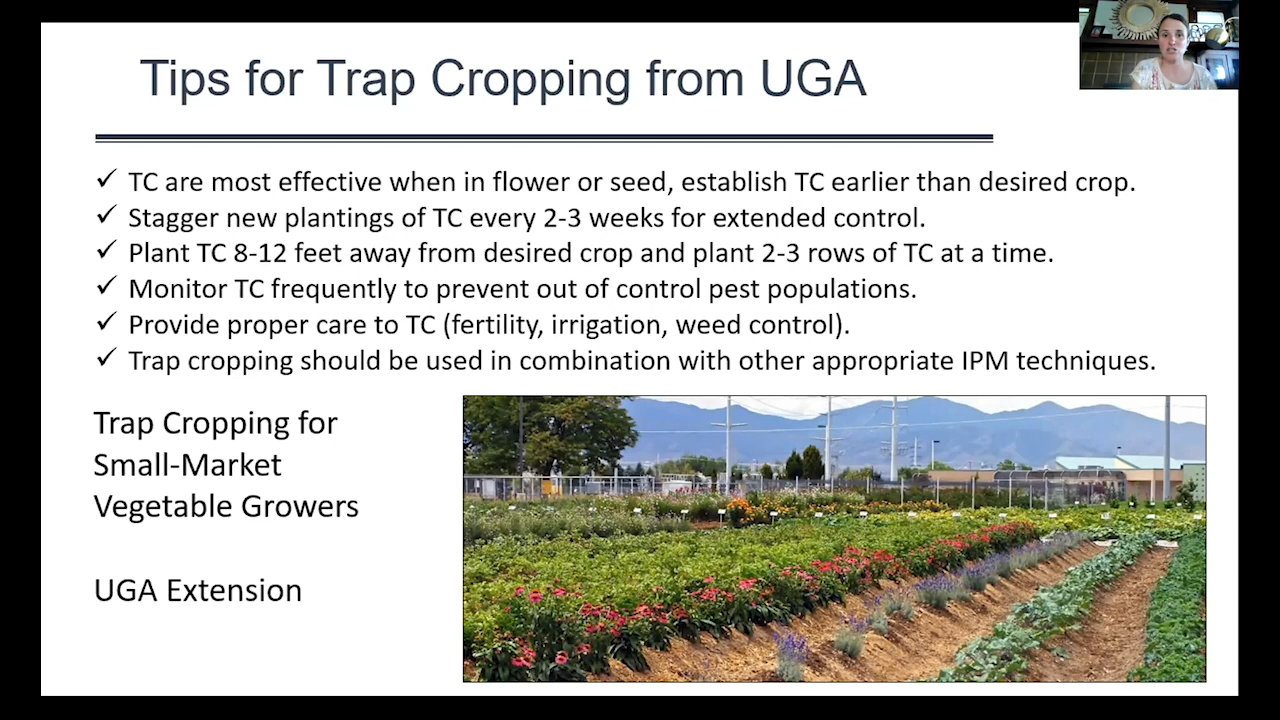 Tips for Trap Cropping from UGA
✓ TC are most effective when in flower or seed, establish TC earlier than desired crop.
✓ Stagger new plantings of TC every 2-3 weeks for extended control.
✓ Plant TC 8-12 feet away from desired crop and plant 2-3 rows of TC at a time.
✓ Monitor TC frequently to prevent out of control pest populations.
✓ Provide proper care to TC (fertility, irrigation, weed control).
✓ Trap cropping should be used in combination with other appropriate IPM techniques.
Trap Cropping for
Small-Market
Vegetable Growers
UGA Extension